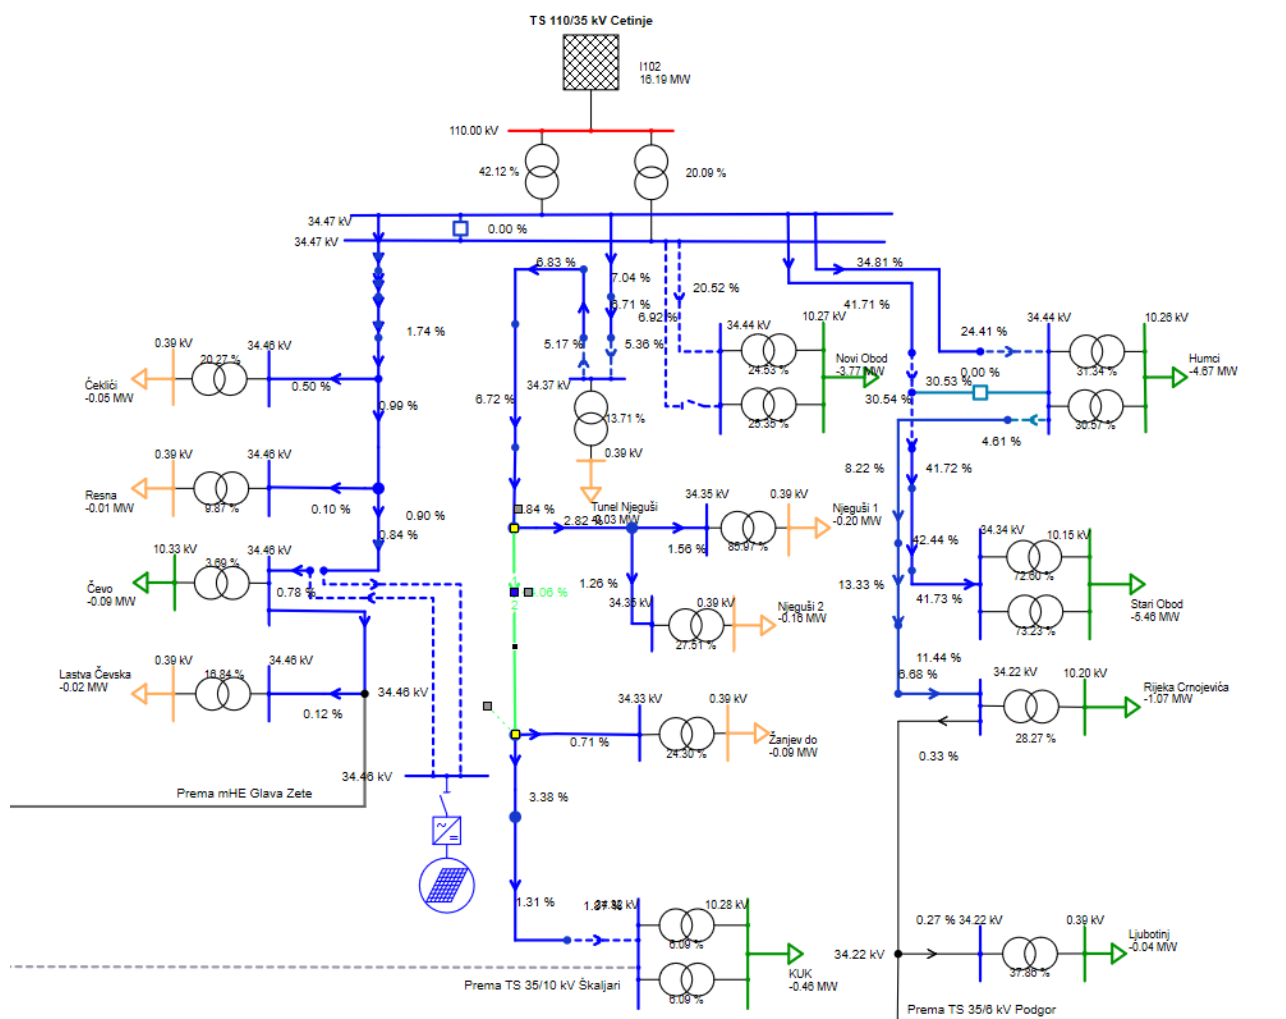 TS 110/35 kV Cetinje
I102
16.19 MW
110.00 kV
42.12 %
20.09 %
34.47 kV
0.00 %
34.47 kV
6.83 %
7.04 %
34.81 %
20.52 %
41.71 %
6.71 %
6.92 %
1.74 %
5.17 %
5.36 %
34.44 kV
10.27 kV
24.41 %
34.44 kV
10.26 kV
0.39 kV
34.46 kV
20.27 %
Čeklići
-0.05 MW
0.50 %
0.99 %
34.37 kV
13.71 %
6.72 %
24.53 %
Novi Obod
-3.77 MW
25.35 %
0.00 %
30.53 %
30.54 %
31.34 %
Humci
-4.67 MW
30.57 %
4.61 %
0.39 kV
34.46 kV
0.39 kV
8.22 %
41.72 %
Resna
-0.01 MW
9.87 %
0.10 %
0.90 %
0.84 %
Tunel Njeguši
-0.03 MW
.84 %
2.82 %
34.35 kV
0.39 kV
Njeguši 1
-0.20 MW
85.97 %
1.56 %
42.44 %
34.34 kV
10.15 kV
72.60 %
10.33 kV
34.46 kV
3.69 %
Čevo
-0.09 MW
0.78 %
1
2
.06 %
1.26 %
34.35 kV
0.39 kV
Njeguši 2
-0.16 MW
27.51 %
13.33 %
41.73 %
Stari Obod
-5.46 MW
73.23 %
0.39 kV
34.46 kV
16.84 %
Lastva Čevska
-0.02 MW
0.12 %
34.46 kV
34.33 kV
0.39 kV
Žanjev do
-0.09 MW
0.71 %
24.30 %
11.44 %
6.68 %
34.22 kV
10.20 kV
Rijeka Crnojevića
-1.07 MW
28.27 %
0.33 %
34.46 kV
Prema mHE Glava Zete
3.38 %
1.31 %
10.28 kV
6.09 %
6.09 %
KUK
-0.46 MW
Prema TS 35/10 kV Škaljari
0.27 %
34.22 kV
0.39 kV
34.22 kV
37.86 %
Ljubotinj
-0.04 MW
Prema TS 35/6 kV Podgor